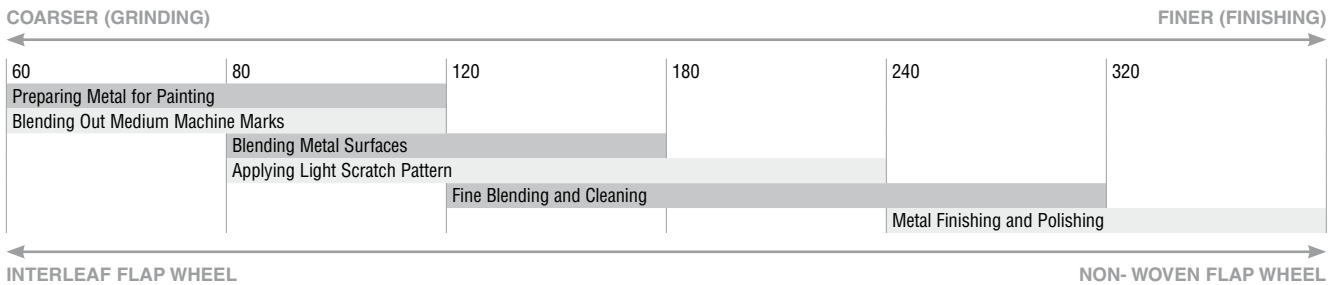 COARSER (GRINDING) FINER (FINISHING)
60 80 120 180 240 320
Preparing Metal for Painting
Blending Out Medium Machine Marks
Blending Metal Surfaces
Applying Light Scratch Pattern
Fine Blending and Cleaning
Metal Finishing and Polishing
INTERLEAF FLAP WHEEL NON- WOVEN FLAP WHEEL